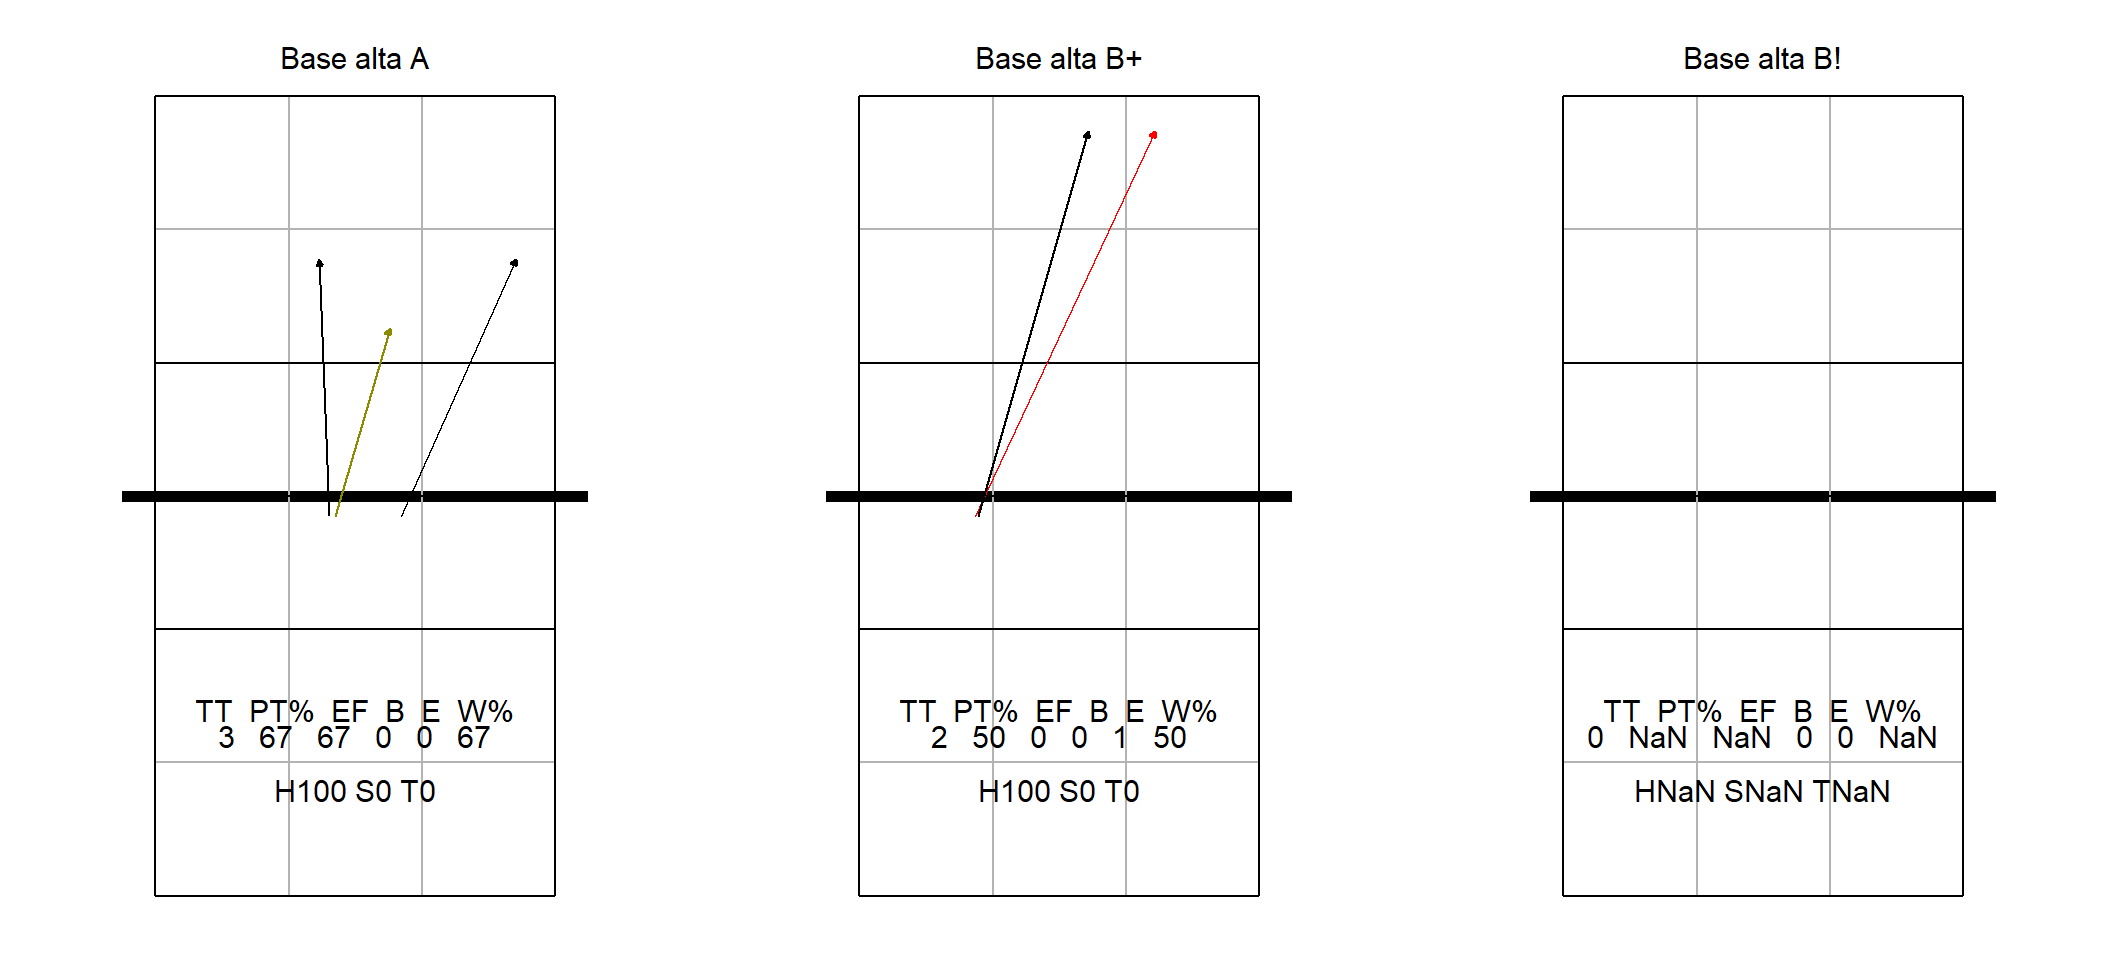 Base alta A
TT PT% EF B E W%
3 67 67 0 0 67
H100 S0 T0
Base alta B+
TT PT% EF B E W%
2 50 0 0 1 50
H100 S0 T0
Base alta B!
TT PT% EF B E W%
0 NaN NaN 0 0 NaN
HNaN SNaN TNaN